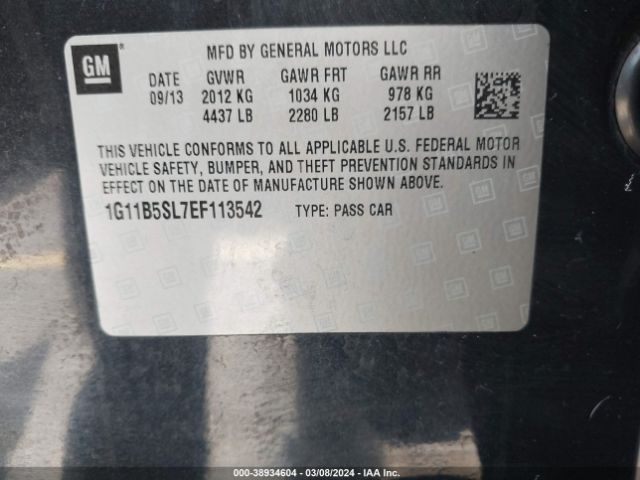 GM
MFD BY GENERAL MOTORS LLC
DATE GVWR GAWR FRT GAWR RR
09/13 2012 KG 1034 KG 978 KG
4437 LB 2280 LB 2157 LB
THIS VEHICLE CONFORMS TO ALL APPLICABLE U.S. FEDERAL MOTOR
VEHICLE SAFETY, BUMPER, AND THEFT PREVENTION STANDARDS IN
EFFECT ON THE DATE OF MANUFACTURE SHOWN ABOVE.
1G11B5SL7EF113542 TYPE: PASS CAR
000-38934604 - 03/08/2024 - IAA Inc.